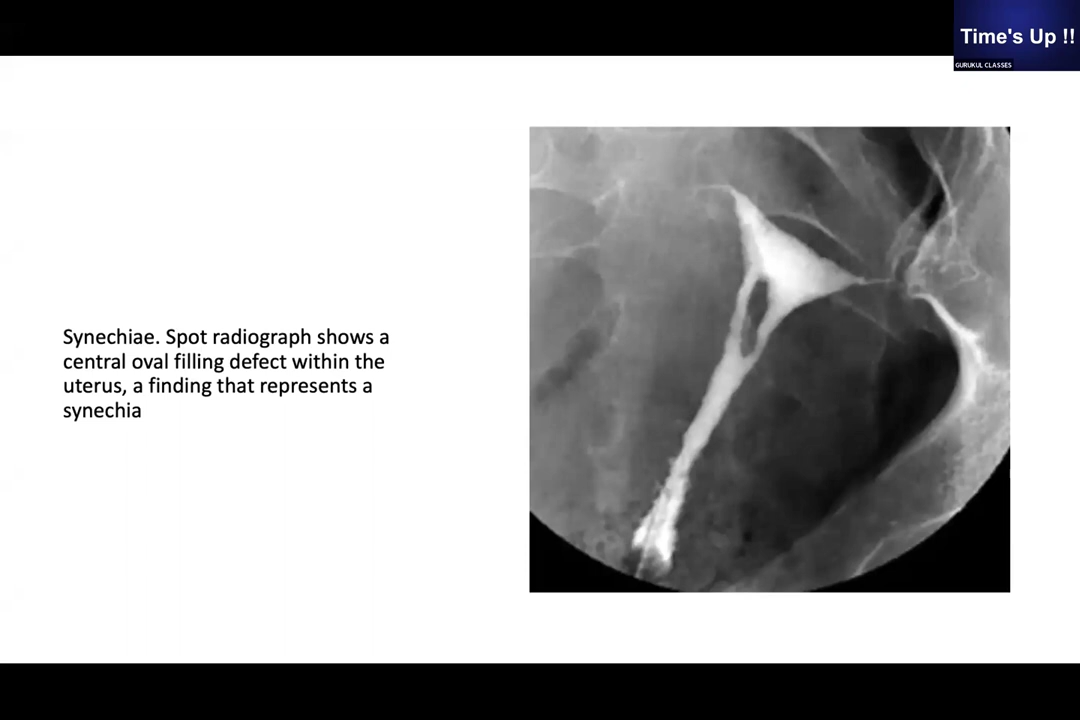 Time's Up !!
GURUKUL CLASSES
Synechiae. Spot radiograph shows a
central oval filling defect within the
uterus, a finding that represents a
synechia